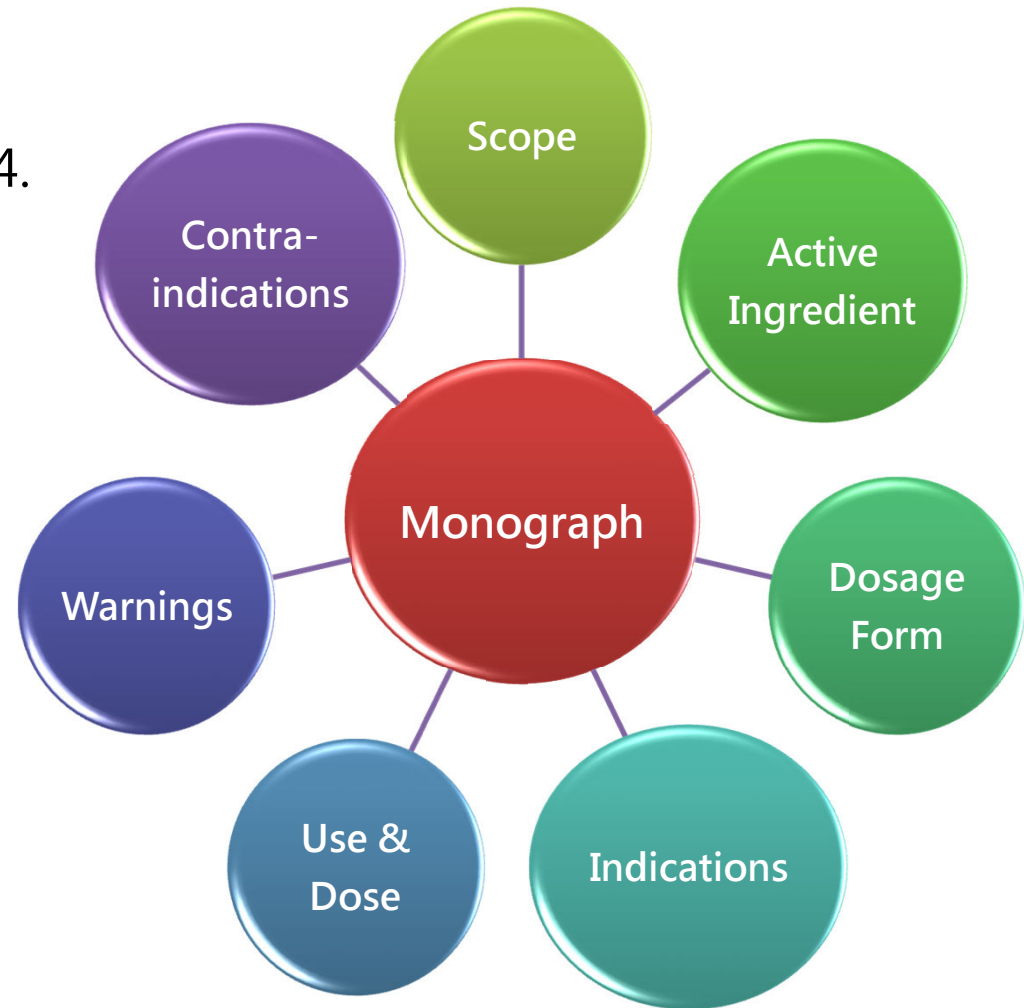 4.
Scope
Active
Ingredient
Dosage
Form
Indications
Use &
Dose
Warnings
Contra-
indications
Monograph